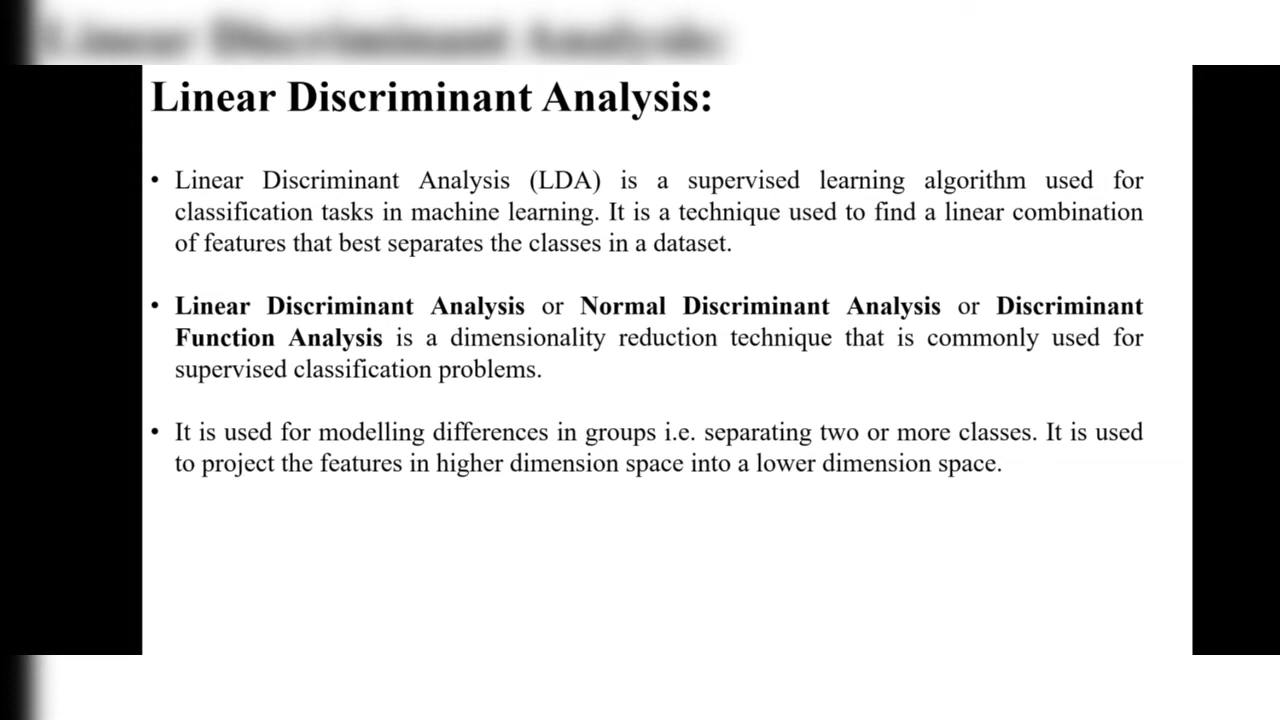 Linear Discriminant Analysis:
Linear Discriminant Analysis:
• Linear Discriminant Analysis (LDA) is a supervised learning algorithm used for
classification tasks in machine learning. It is a technique used to find a linear combination
of features that best separates the classes in a dataset.
• Linear Discriminant Analysis or Normal Discriminant Analysis or Discriminant
Function Analysis is a dimensionality reduction technique that is commonly used for
supervised classification problems.
• It is used for modelling differences in groups i.e. separating two or more classes. It is used
to project the features in higher dimension space into a lower dimension space.